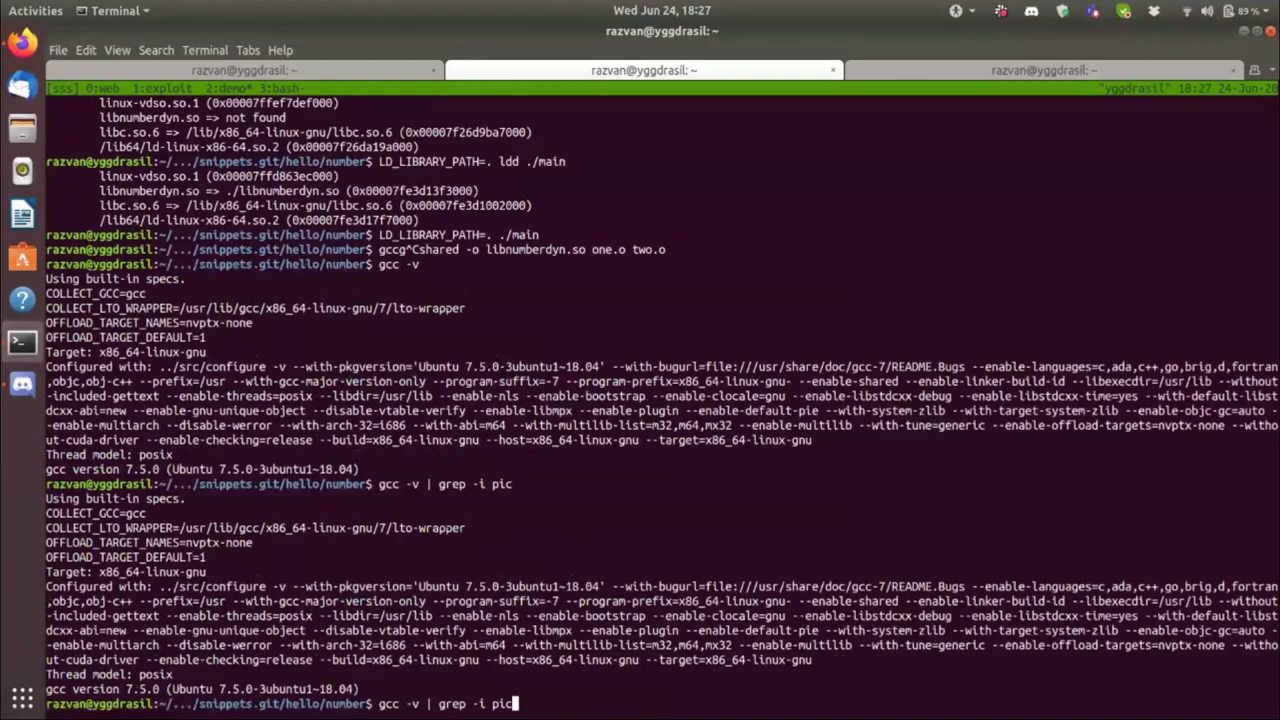 Activities Terminal Wed Jun 24, 18:27 89 %
razvan@yggdrasil: ~
File Edit View Search Terminal Tabs Help
razvan@yggdrasil: ~ × razvan@yggdrasil: ~ × razvan@yggdrasil: ~ ×
[sss] 0:web 1:exploit 2:demo* 3:bash- "yggdrasil" 18:27 24-Jun-20
linux-vdso.so.1 (0x00007ffef7def000)
libnumberdyn.so => not found
libc.so.6 => /lib/x86_64-linux-gnu/libc.so.6 (0x00007f26d9ba7000)
/lib64/ld-linux-x86-64.so.2 (0x00007f26da19a000)
razvan@yggdrasil:~/.../snippets.git/hello/number$ LD_LIBRARY_PATH=. ldd ./main
linux-vdso.so.1 (0x00007ffd863ec000)
libnumberdyn.so => ./libnumberdyn.so (0x00007fe3d13f3000)
libc.so.6 => /lib/x86_64-linux-gnu/libc.so.6 (0x00007fe3d1002000)
/lib64/ld-linux-x86-64.so.2 (0x00007fe3d17f7000)
razvan@yggdrasil:~/.../snippets.git/hello/number$ LD_LIBRARY_PATH=. ./main
razvan@yggdrasil:~/.../snippets.git/hello/number$ gccg^Cshared -o libnumberdyn.so one.o two.o
razvan@yggdrasil:~/.../snippets.git/hello/number$ gcc -v
Using built-in specs.
COLLECT_GCC=gcc
COLLECT_LTO_WRAPPER=/usr/lib/gcc/x86_64-linux-gnu/7/lto-wrapper
OFFLOAD_TARGET_NAMES=nvptx-none
OFFLOAD_TARGET_DEFAULT=1
Target: x86_64-linux-gnu
Configured with: ../src/configure -v --with-pkgversion='Ubuntu 7.5.0-3ubuntu1~18.04' --with-bugurl=file:///usr/share/doc/gcc-7/README.Bugs --enable-languages=c,ada,c++,go,brig,d,fortran
,objc,obj-c++ --prefix=/usr --with-gcc-major-version-only --program-suffix=-7 --program-prefix=x86_64-linux-gnu- --enable-shared --enable-linker-build-id --libexecdir=/usr/lib --without
-included-gettext --enable-threads=posix --libdir=/usr/lib --enable-nls --enable-bootstrap --enable-clocale=gnu --enable-libstdcxx-debug --enable-libstdcxx-time=yes --with-default-libst
dcxx-abi=new --enable-gnu-unique-object --disable-vtable-verify --enable-libmpx --enable-plugin --enable-default-pie --with-system-zlib --with-target-system-zlib --enable-objc-gc=auto -
-enable-multiarch --disable-werror --with-arch-32=i686 --with-abi=m64 --with-multilib-list=m32,m64,mx32 --enable-multilib --with-tune=generic --enable-offload-targets=nvptx-none --witho
ut-cuda-driver --enable-checking=release --build=x86_64-linux-gnu --host=x86_64-linux-gnu --target=x86_64-linux-gnu
Thread model: posix
gcc version 7.5.0 (Ubuntu 7.5.0-3ubuntu1~18.04)
razvan@yggdrasil:~/.../snippets.git/hello/number$ gcc -v | grep -i pic
Using built-in specs.
COLLECT_GCC=gcc
COLLECT_LTO_WRAPPER=/usr/lib/gcc/x86_64-linux-gnu/7/lto-wrapper
OFFLOAD_TARGET_NAMES=nvptx-none
OFFLOAD_TARGET_DEFAULT=1
Target: x86_64-linux-gnu
Configured with: ../src/configure -v --with-pkgversion='Ubuntu 7.5.0-3ubuntu1~18.04' --with-bugurl=file:///usr/share/doc/gcc-7/README.Bugs --enable-languages=c,ada,c++,go,brig,d,fortran
,objc,obj-c++ --prefix=/usr --with-gcc-major-version-only --program-suffix=-7 --program-prefix=x86_64-linux-gnu- --enable-shared --enable-linker-build-id --libexecdir=/usr/lib --without
-included-gettext --enable-threads=posix --libdir=/usr/lib --enable-nls --enable-bootstrap --enable-clocale=gnu --enable-libstdcxx-debug --enable-libstdcxx-time=yes --with-default-libst
dcxx-abi=new --enable-gnu-unique-object --disable-vtable-verify --enable-libmpx --enable-plugin --enable-default-pie --with-system-zlib --with-target-system-zlib --enable-objc-gc=auto -
-enable-multiarch --disable-werror --with-arch-32=i686 --with-abi=m64 --with-multilib-list=m32,m64,mx32 --enable-multilib --with-tune=generic --enable-offload-targets=nvptx-none --witho
ut-cuda-driver --enable-checking=release --build=x86_64-linux-gnu --host=x86_64-linux-gnu --target=x86_64-linux-gnu
Thread model: posix
gcc version 7.5.0 (Ubuntu 7.5.0-3ubuntu1~18.04)
razvan@yggdrasil:~/.../snippets.git/hello/number$ gcc -v | grep -i pic